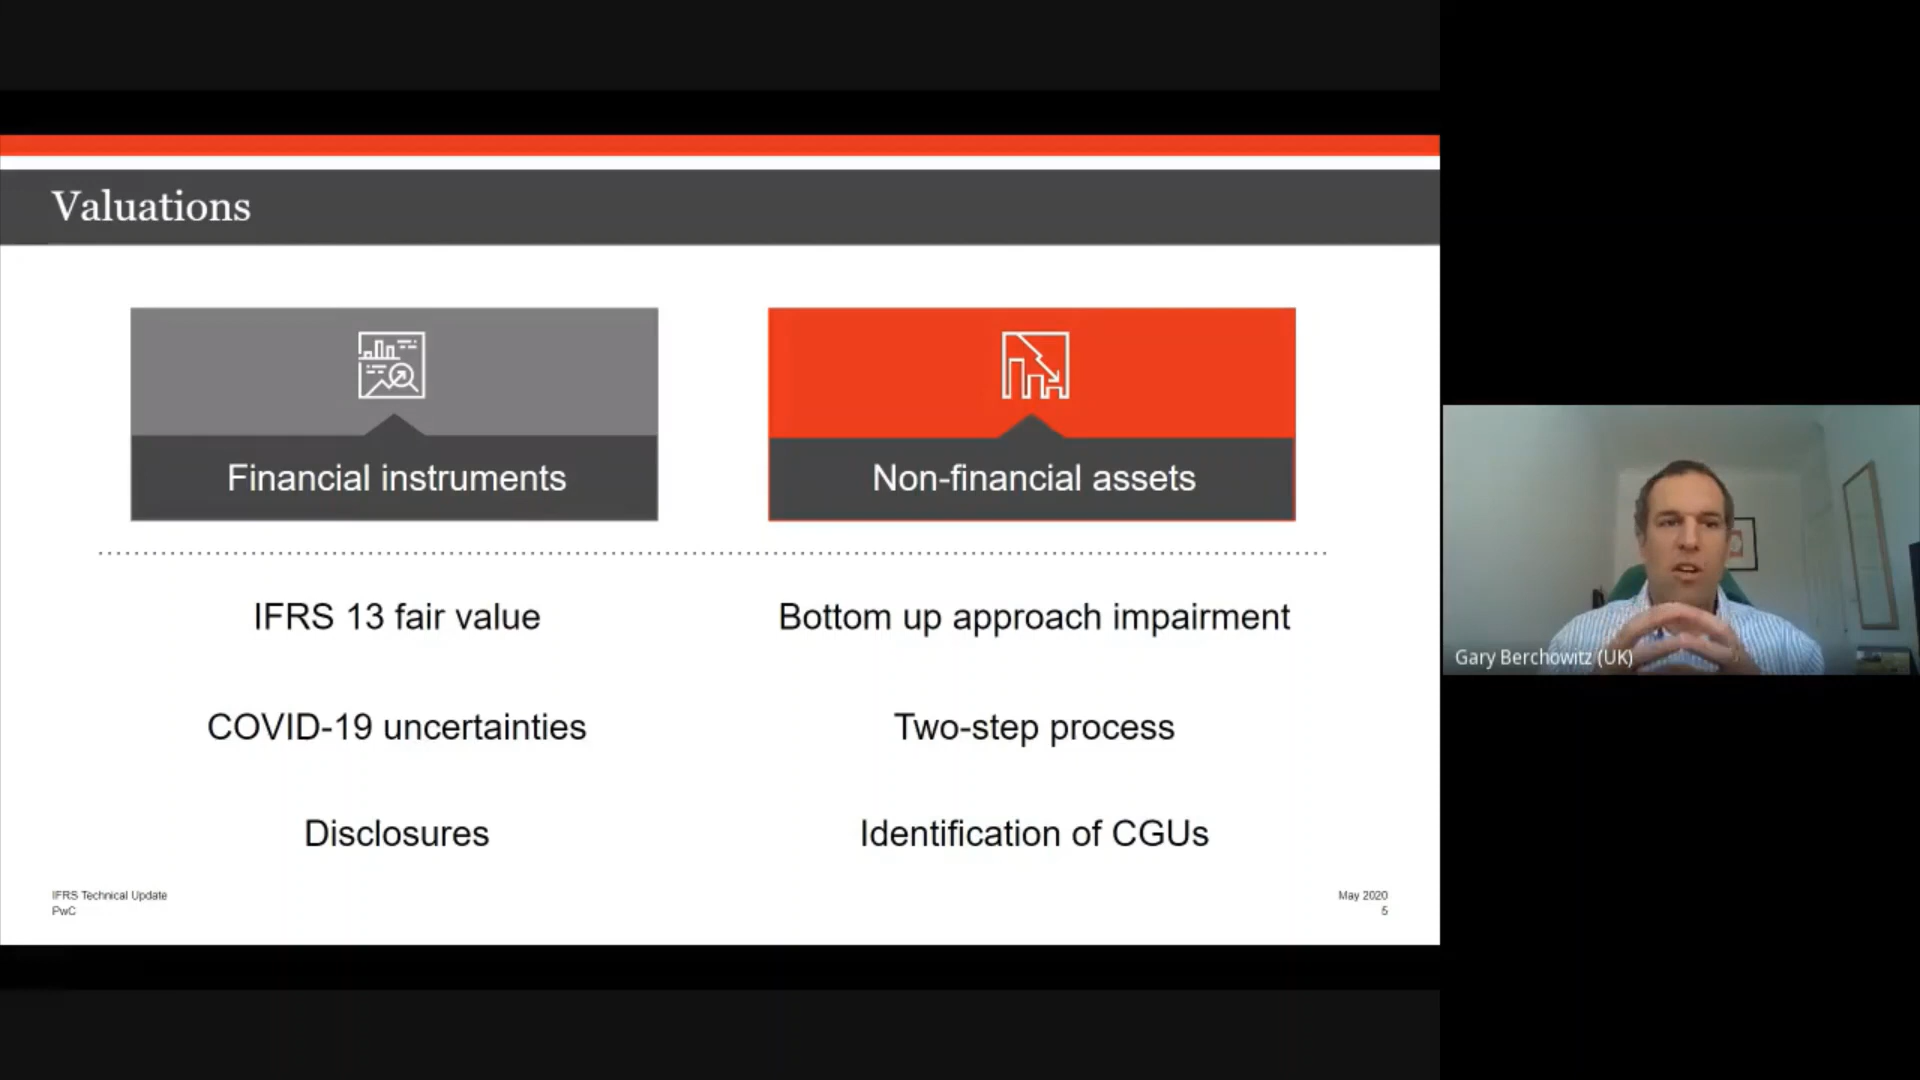 Valuations
Financial instruments
Non-financial assets
IFRS 13 fair value
Bottom up approach impairment
COVID-19 uncertainties
Two-step process
Disclosures
Identification of CGUs
IFRS Technical Update
PwC
May 2020
5
Gary Berchowitz (UK)